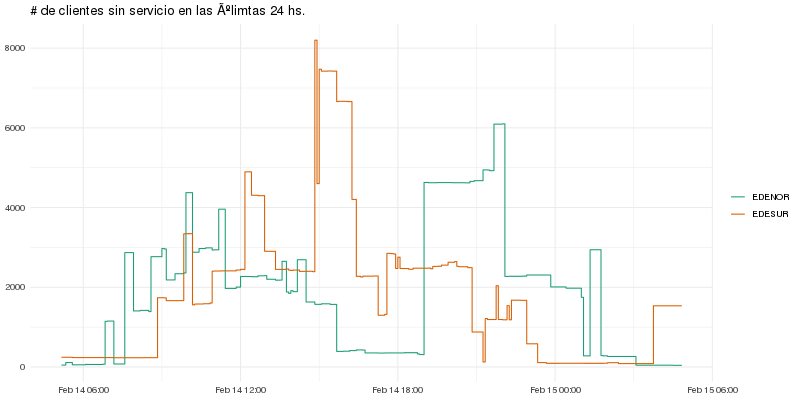 # de clientes sin servicio en las Ãºlimtas 24 hs.
8000
6000
4000
2000
0
Feb 14 06:00
Feb 14 12:00
Feb 14 18:00
Feb 15 00:00
Feb 15 06:00
EDENOR
EDESUR